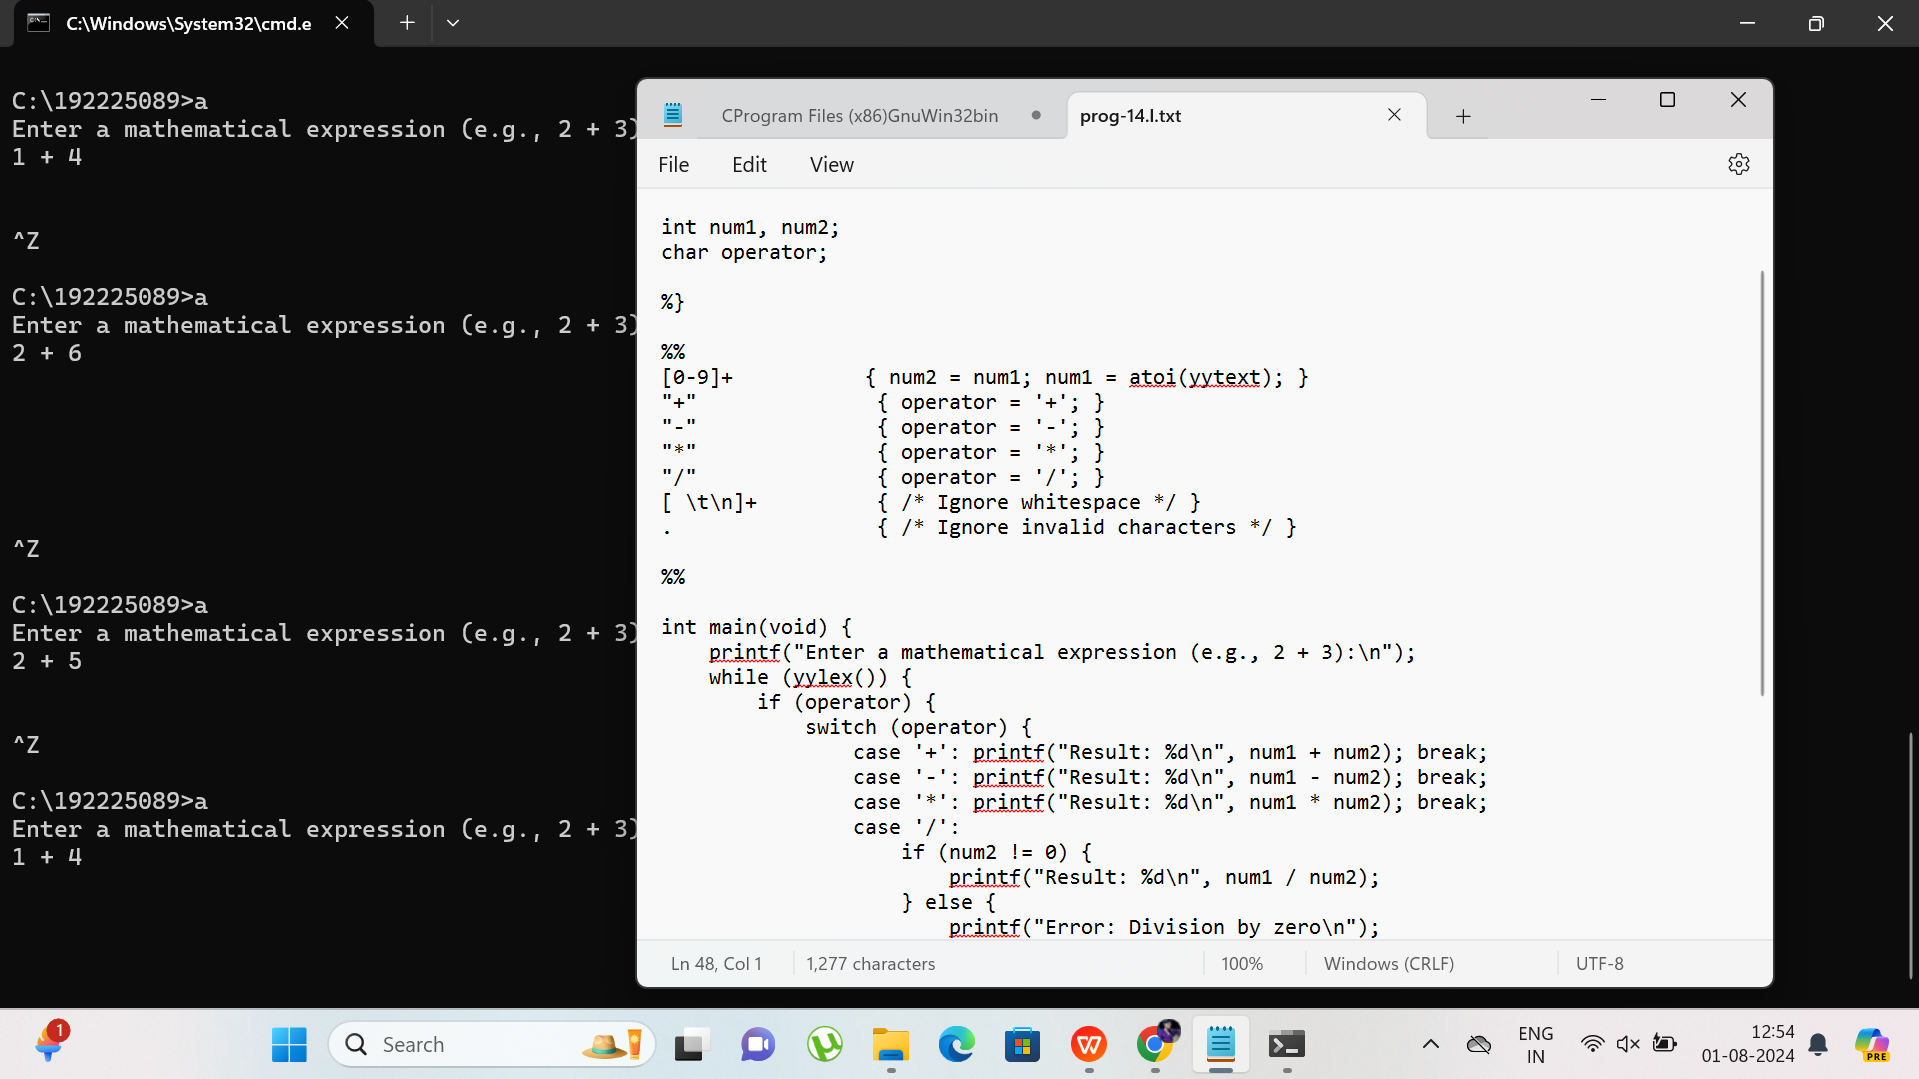 C:\Windows\System32\cmd.e
C:\192225089>a
Enter a mathematical expression (e.g., 2 + 3)
1 + 4
^Z
C:\192225089>a
Enter a mathematical expression (e.g., 2 + 3)
2 + 6
^Z
C:\192225089>a
Enter a mathematical expression (e.g., 2 + 3)
2 + 5
^Z
C:\192225089>a
Enter a mathematical expression (e.g., 2 + 3)
1 + 4
CProgram Files (x86)GnuWin32bin
prog-14.l.txt
File Edit View
int num1, num2;
char operator;
%}
%%
[0-9]+ { num2 = num1; num1 = atoi(yytext); }
"+" { operator = '+'; }
"-" { operator = '-'; }
"*" { operator = '*'; }
"/" { operator = '/'; }
[ \t\n]+ { /* Ignore whitespace */ }
. { /* Ignore invalid characters */ }
%%
int main(void) {
printf("Enter a mathematical expression (e.g., 2 + 3):\n");
while (yylex()) {
if (operator) {
switch (operator) {
case '+': printf("Result: %d\n", num1 + num2); break;
case '-': printf("Result: %d\n", num1 - num2); break;
case '*': printf("Result: %d\n", num1 * num2); break;
case '/':
if (num2 != 0) {
printf("Result: %d\n", num1 / num2);
} else {
printf("Error: Division by zero\n");
Ln 48, Col 1 1,277 characters 100% Windows (CRLF) UTF-8
1
Search
ENG
IN
12:54
01-08-2024
PRE